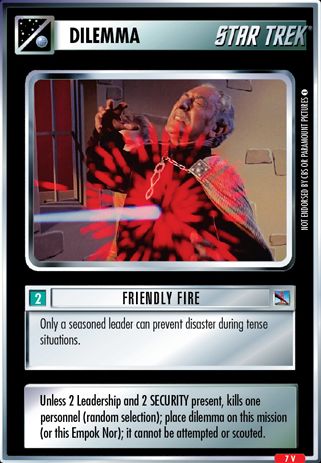 DILEMMA
STAR TREK®
NOT ENDORSED BY CBS OR PARAMOUNT PICTURES
2
FRIENDLY FIRE
Only a seasoned leader can prevent disaster during tense
situations.
Unless 2 Leadership and 2 SECURITY present, kills one
personnel (random selection); place dilemma on this mission
(or this Empok Nor); it cannot be attempted or scouted.
7 V